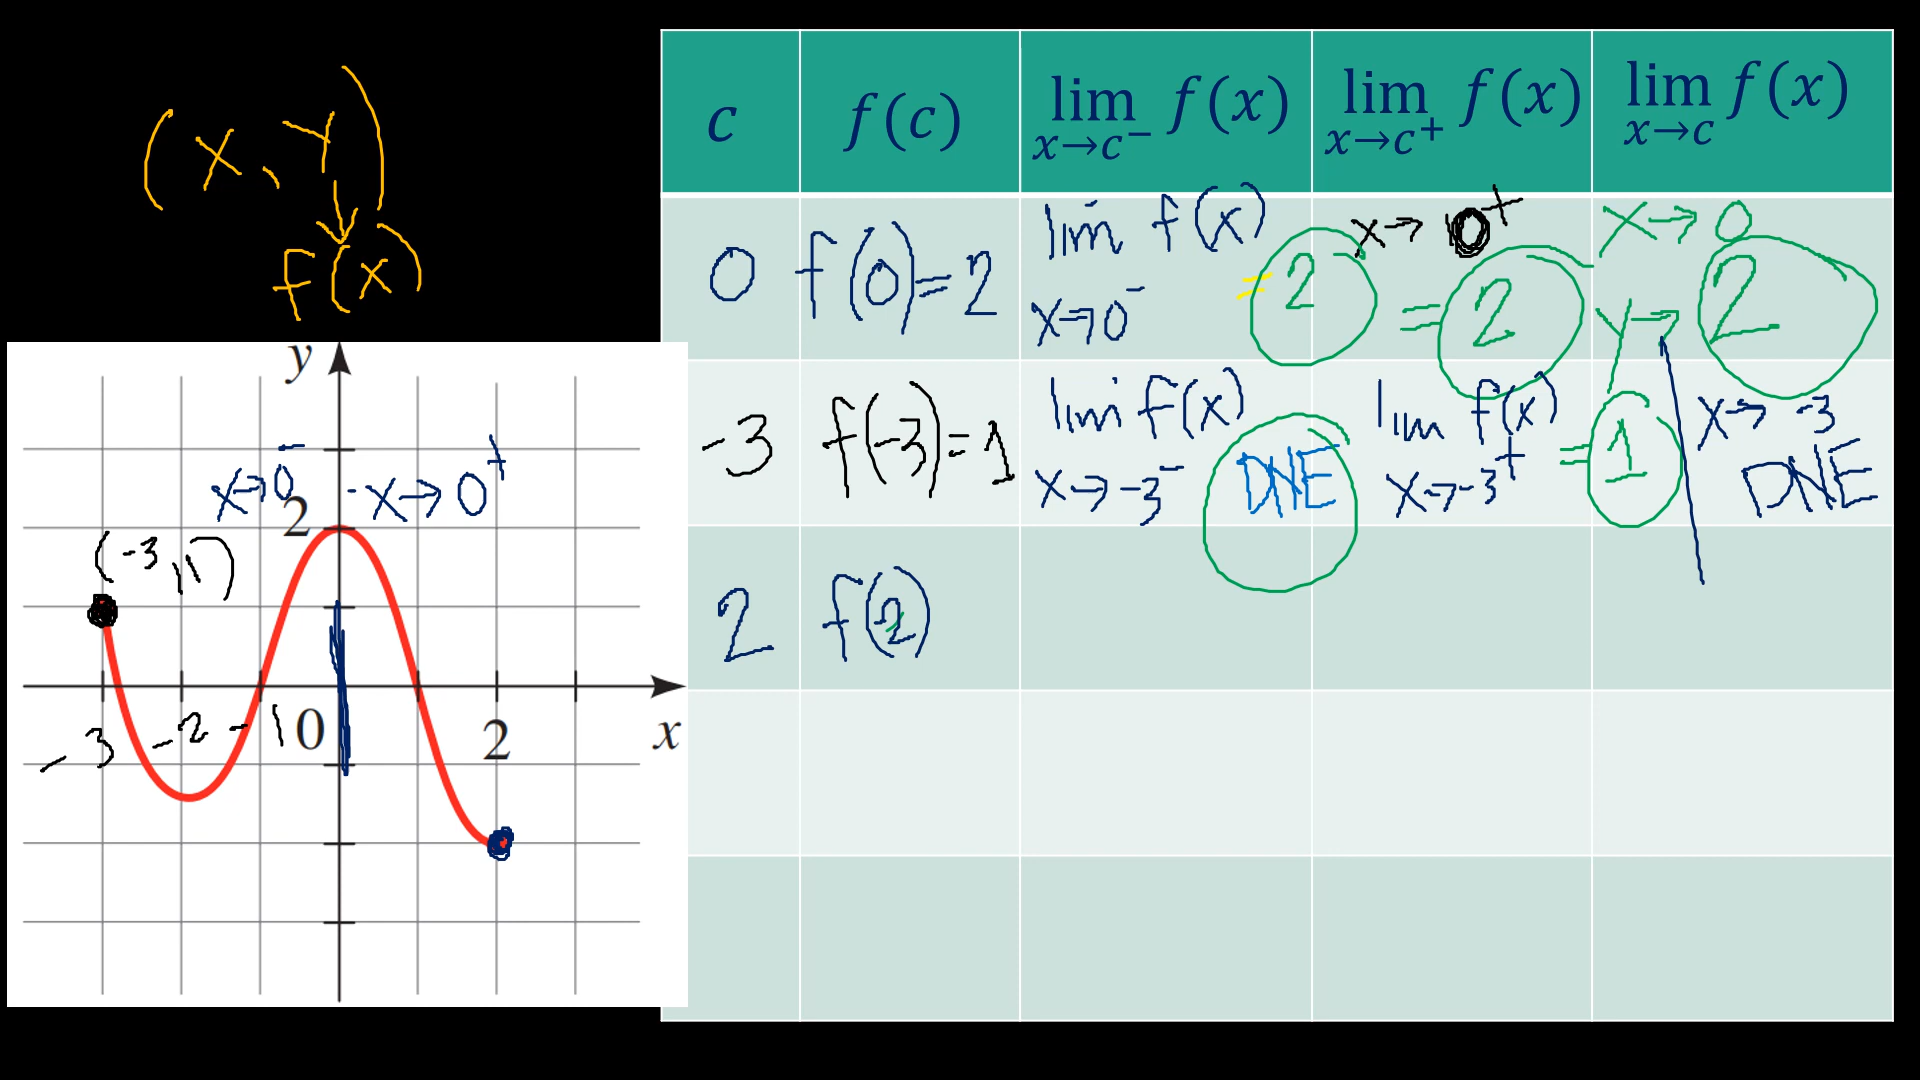 (x, y)
f(x)
c f(c) lim x→c⁻ f(x) lim x→c⁺ f(x) lim x→c f(x)
0 f(0)=2 lim f(x) x→0⁻ = 2 x→0⁺ = 2 x→0 y→2
-3 f(-3)=1 lim f(x) x→-3⁻ DNE lim f(x) x→-3⁺ = 1 x→-3 DNE
2 f(2)
y
x→0⁻ x→0⁺
2
(-3,1)
-3 -2 -1 0 2 x